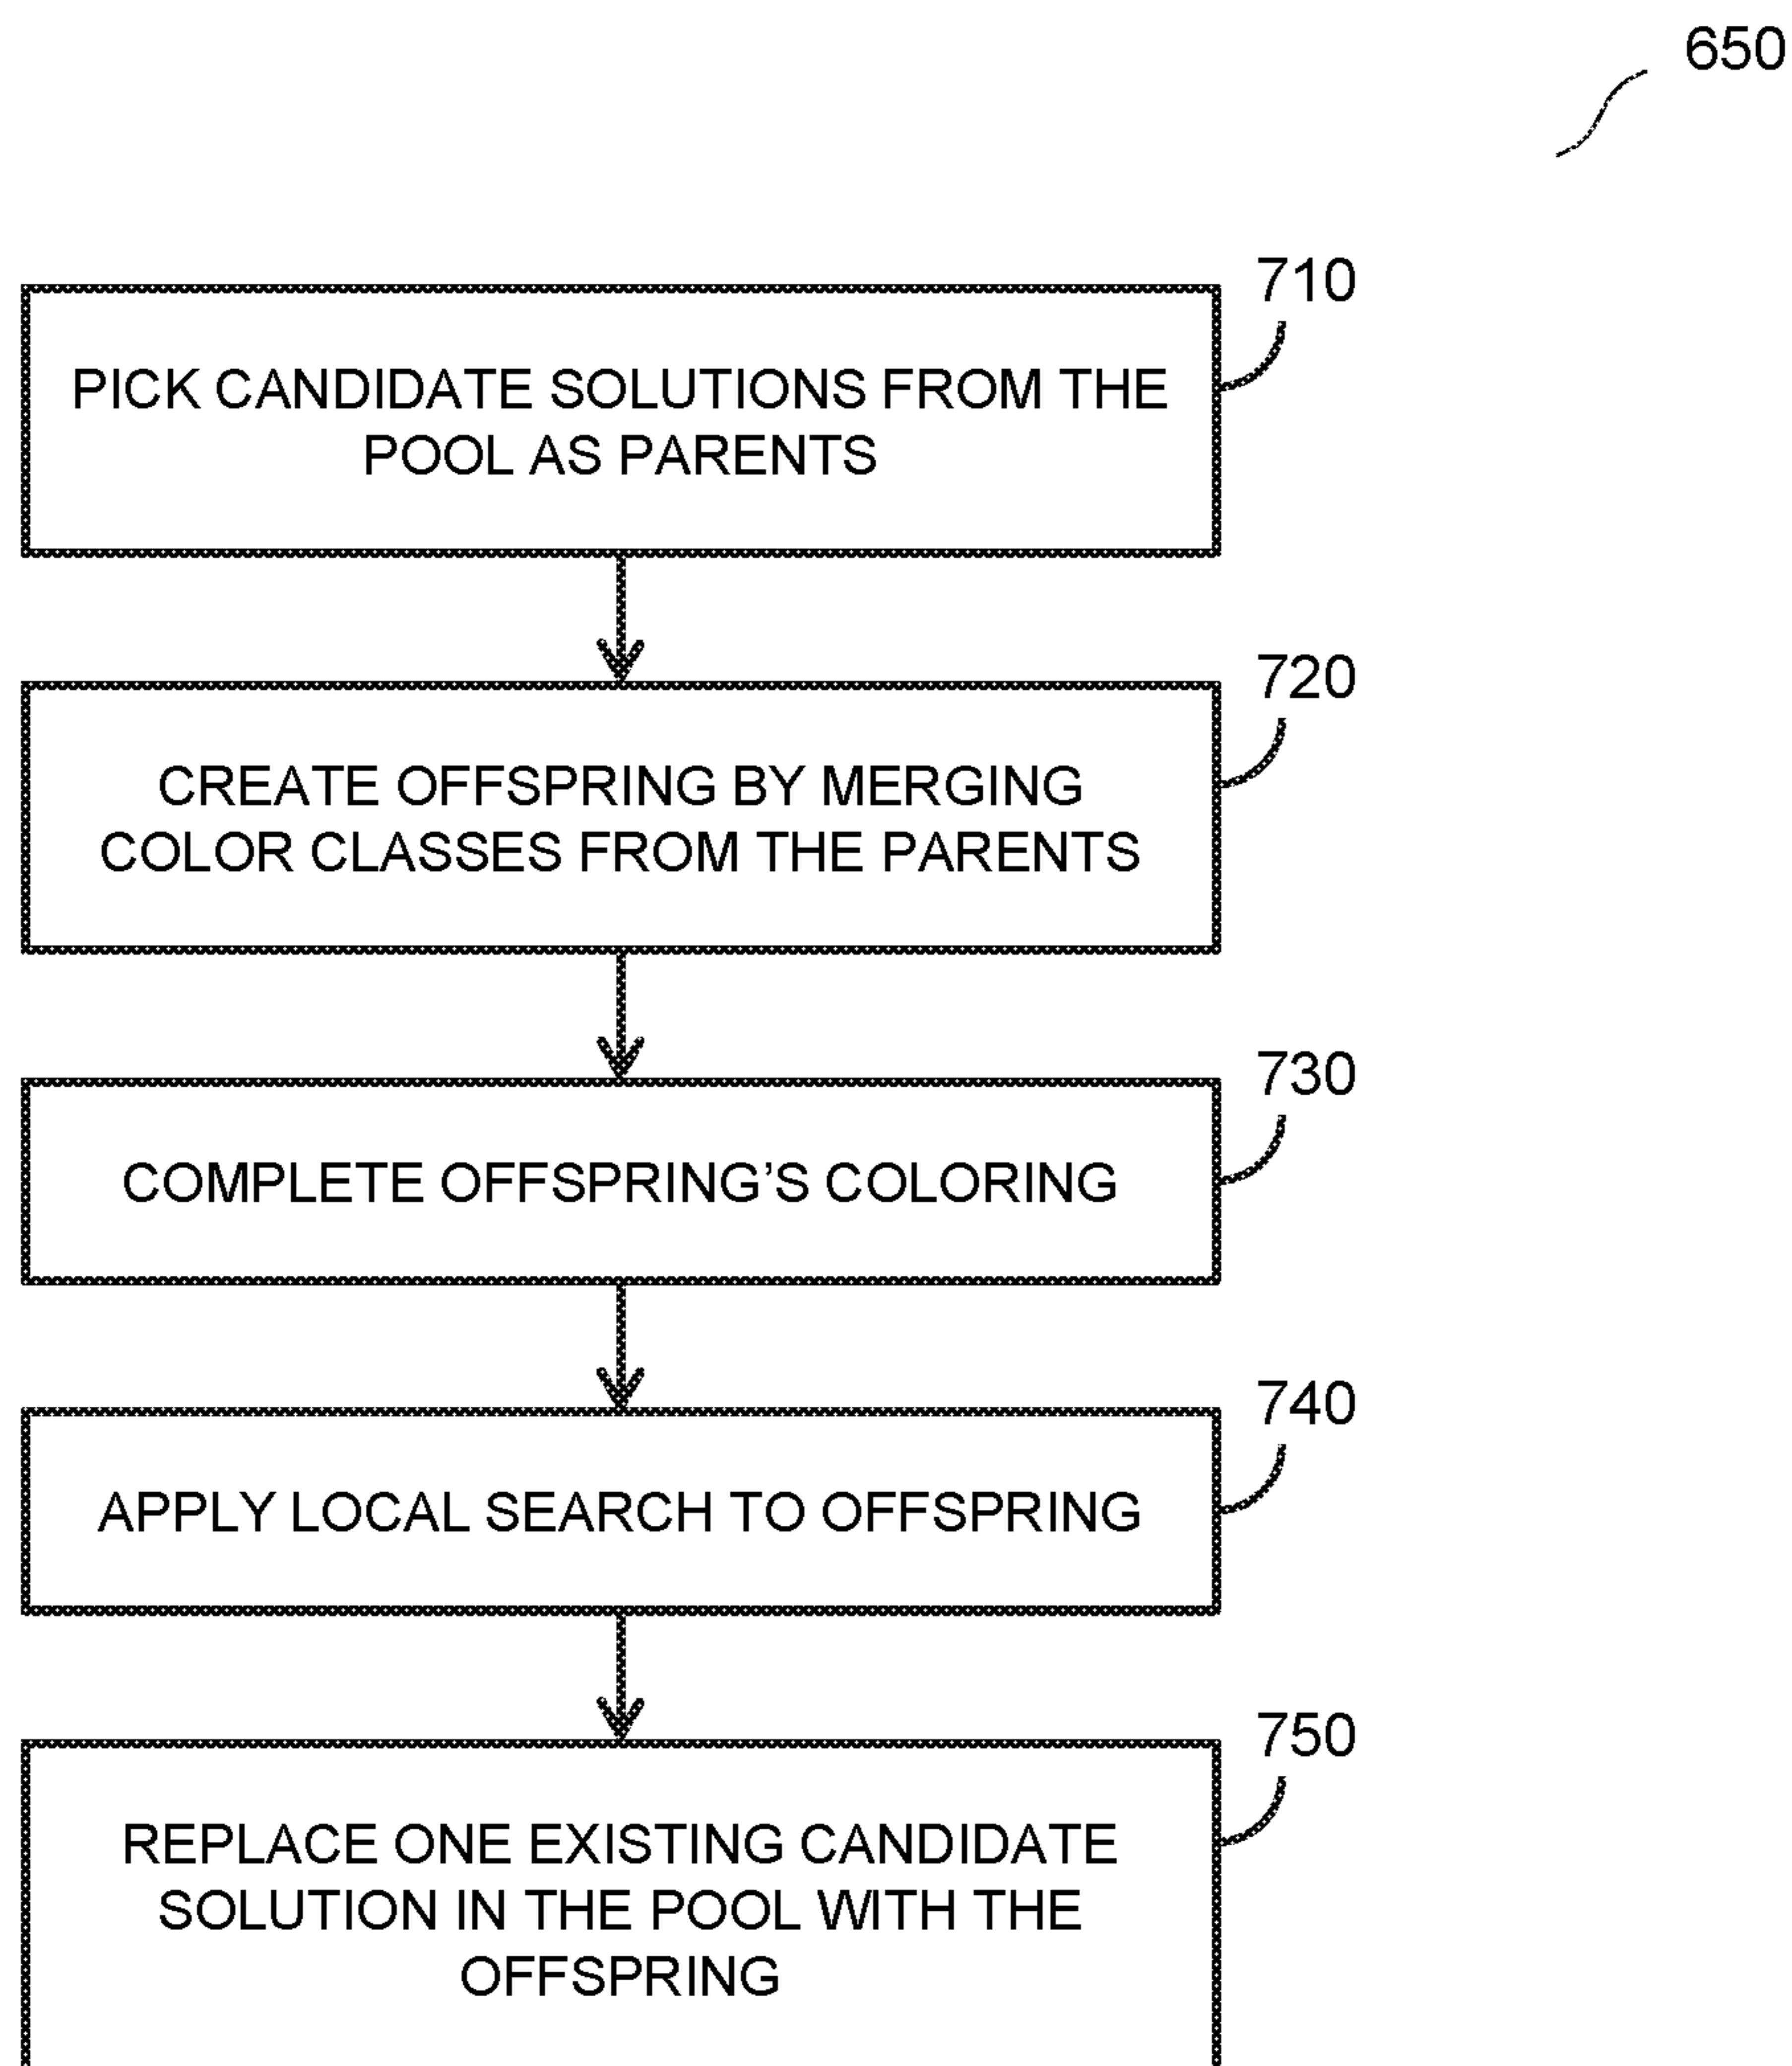 650
710
PICK CANDIDATE SOLUTIONS FROM THE
POOL AS PARENTS
720
CREATE OFFSPRING BY MERGING
COLOR CLASSES FROM THE PARENTS
730
COMPLETE OFFSPRING’S COLORING
740
APPLY LOCAL SEARCH TO OFFSPRING
750
REPLACE ONE EXISTING CANDIDATE
SOLUTION IN THE POOL WITH THE
OFFSPRING